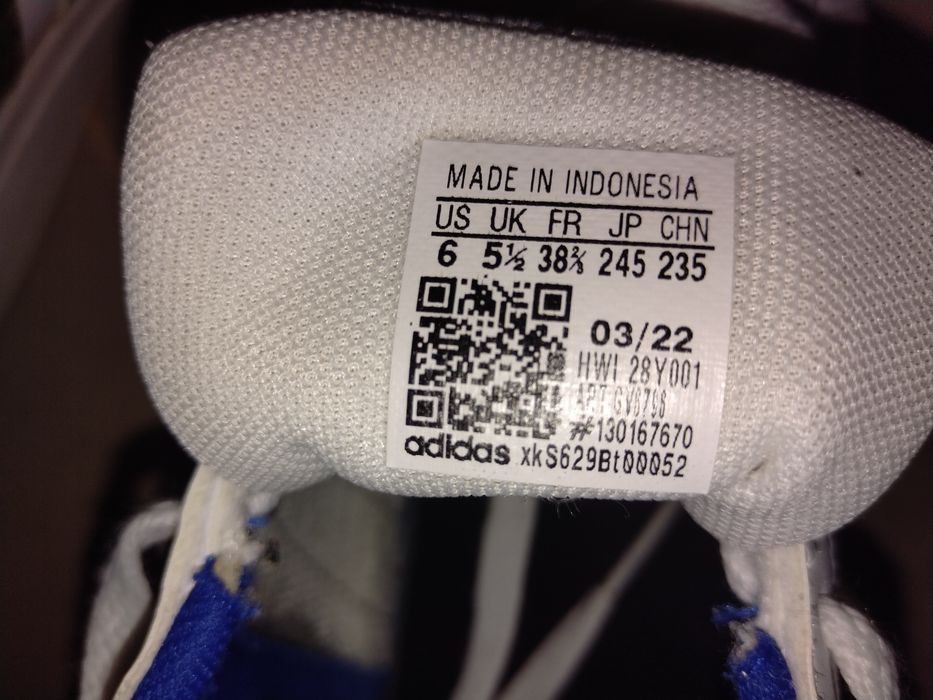 MADE IN INDONESIA
US UK FR JP CHN
6 5½ 38⅔ 245 235
03/22
HWI 28Y001
#130167670
adidas xkS629Bt00052